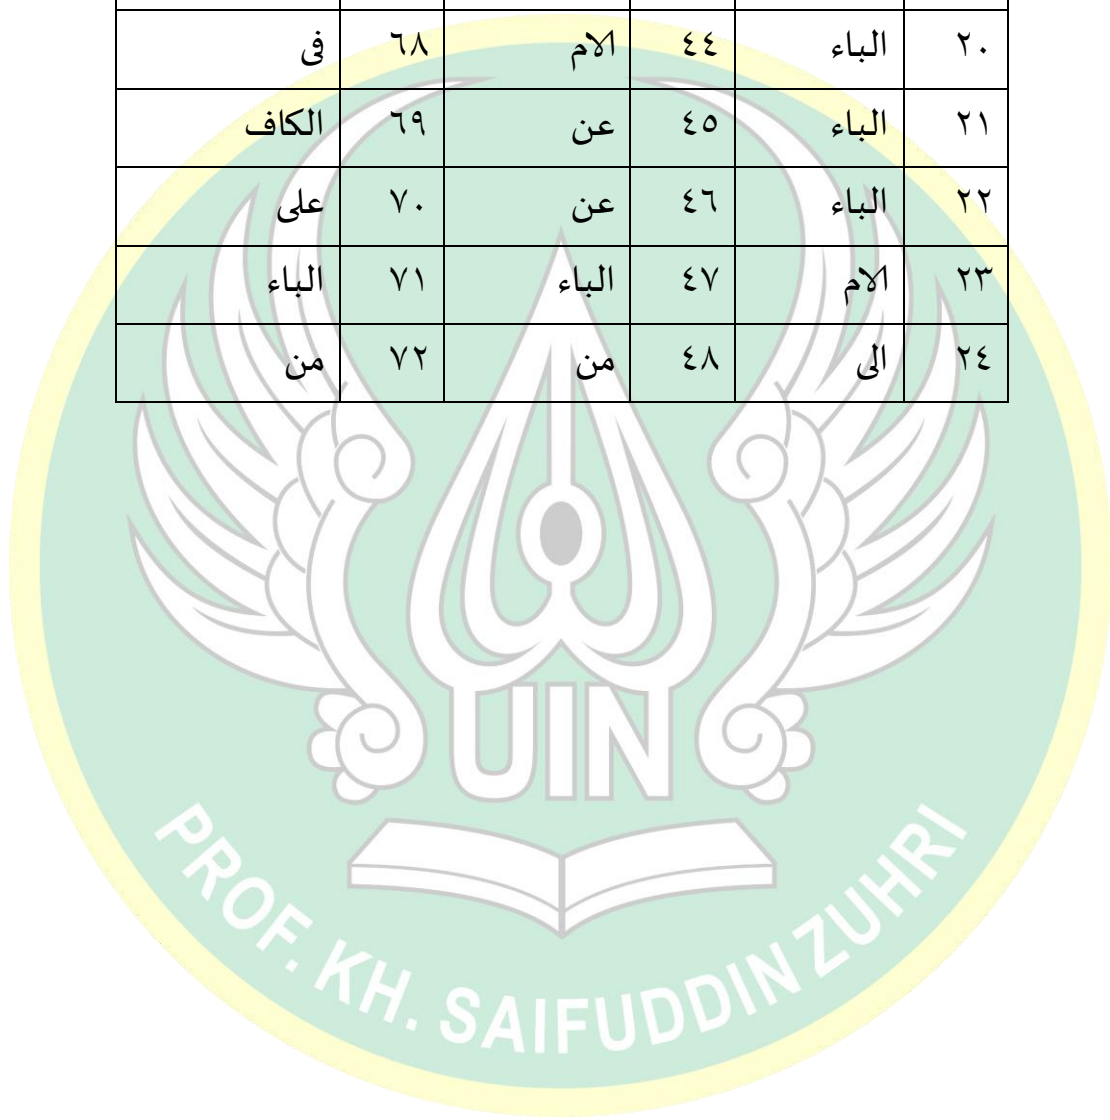 ٢٠ الباء ٤٤ الام ٦٨ فى
٢١ الباء ٤٥ عن ٦٩ الكاف
٢٢ الباء ٤٦ عن ٧٠ على
٢٣ الام ٤٧ الباء ٧١ الباء
٢٤ الى ٤٨ من ٧٢ من
UIN
PROF. KH. SAIFUDDIN ZUHRI